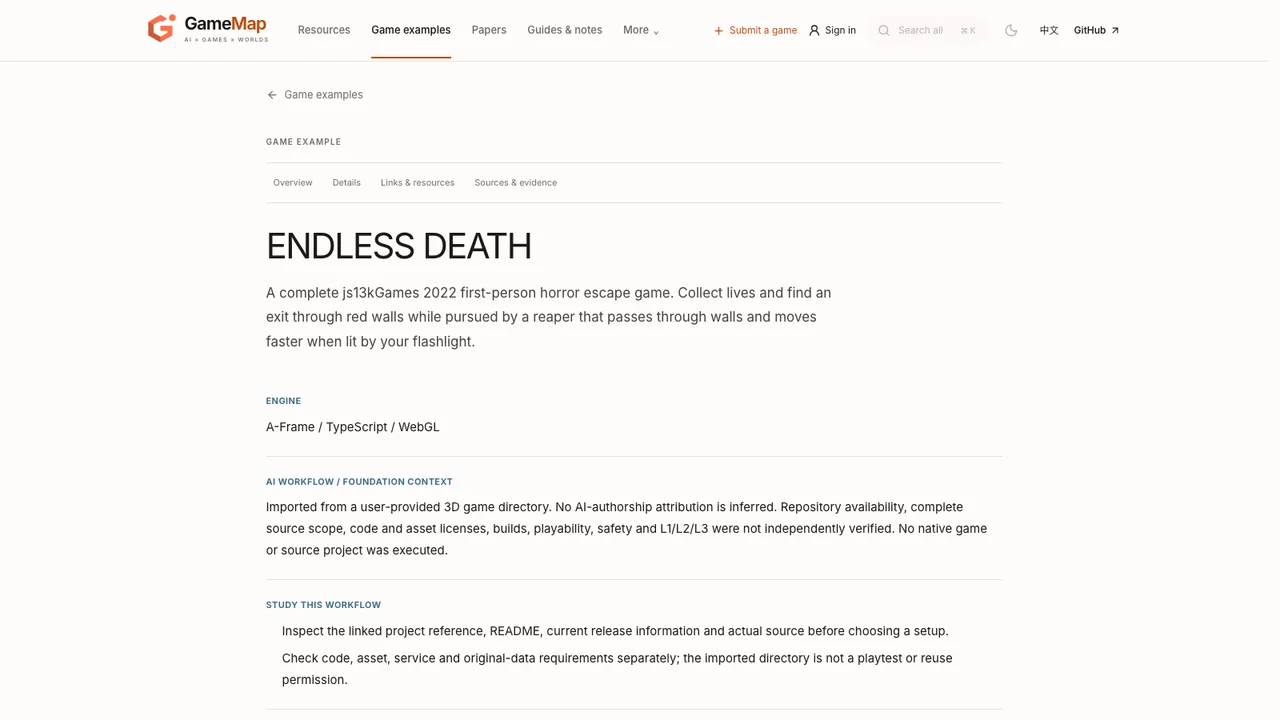 GameMap
AI × GAMES × WORLDS
Resources
Game examples
Papers
Guides & notes
More
+ Submit a game
Sign in
Search all
⌘ K
中文
GitHub ↗
← Game examples
GAME EXAMPLE
Overview
Details
Links & resources
Sources & evidence
ENDLESS DEATH
A complete js13kGames 2022 first-person horror escape game. Collect lives and find an
exit through red walls while pursued by a reaper that passes through walls and moves
faster when lit by your flashlight.
ENGINE
A-Frame / TypeScript / WebGL
AI WORKFLOW / FOUNDATION CONTEXT
Imported from a user-provided 3D game directory. No AI-authorship attribution is inferred. Repository availability, complete
source scope, code and asset licenses, builds, playability, safety and L1/L2/L3 were not independently verified. No native game
or source project was executed.
STUDY THIS WORKFLOW
Inspect the linked project reference, README, current release information and actual source before choosing a setup.
Check code, asset, service and original-data requirements separately; the imported directory is not a playtest or reuse
permission.